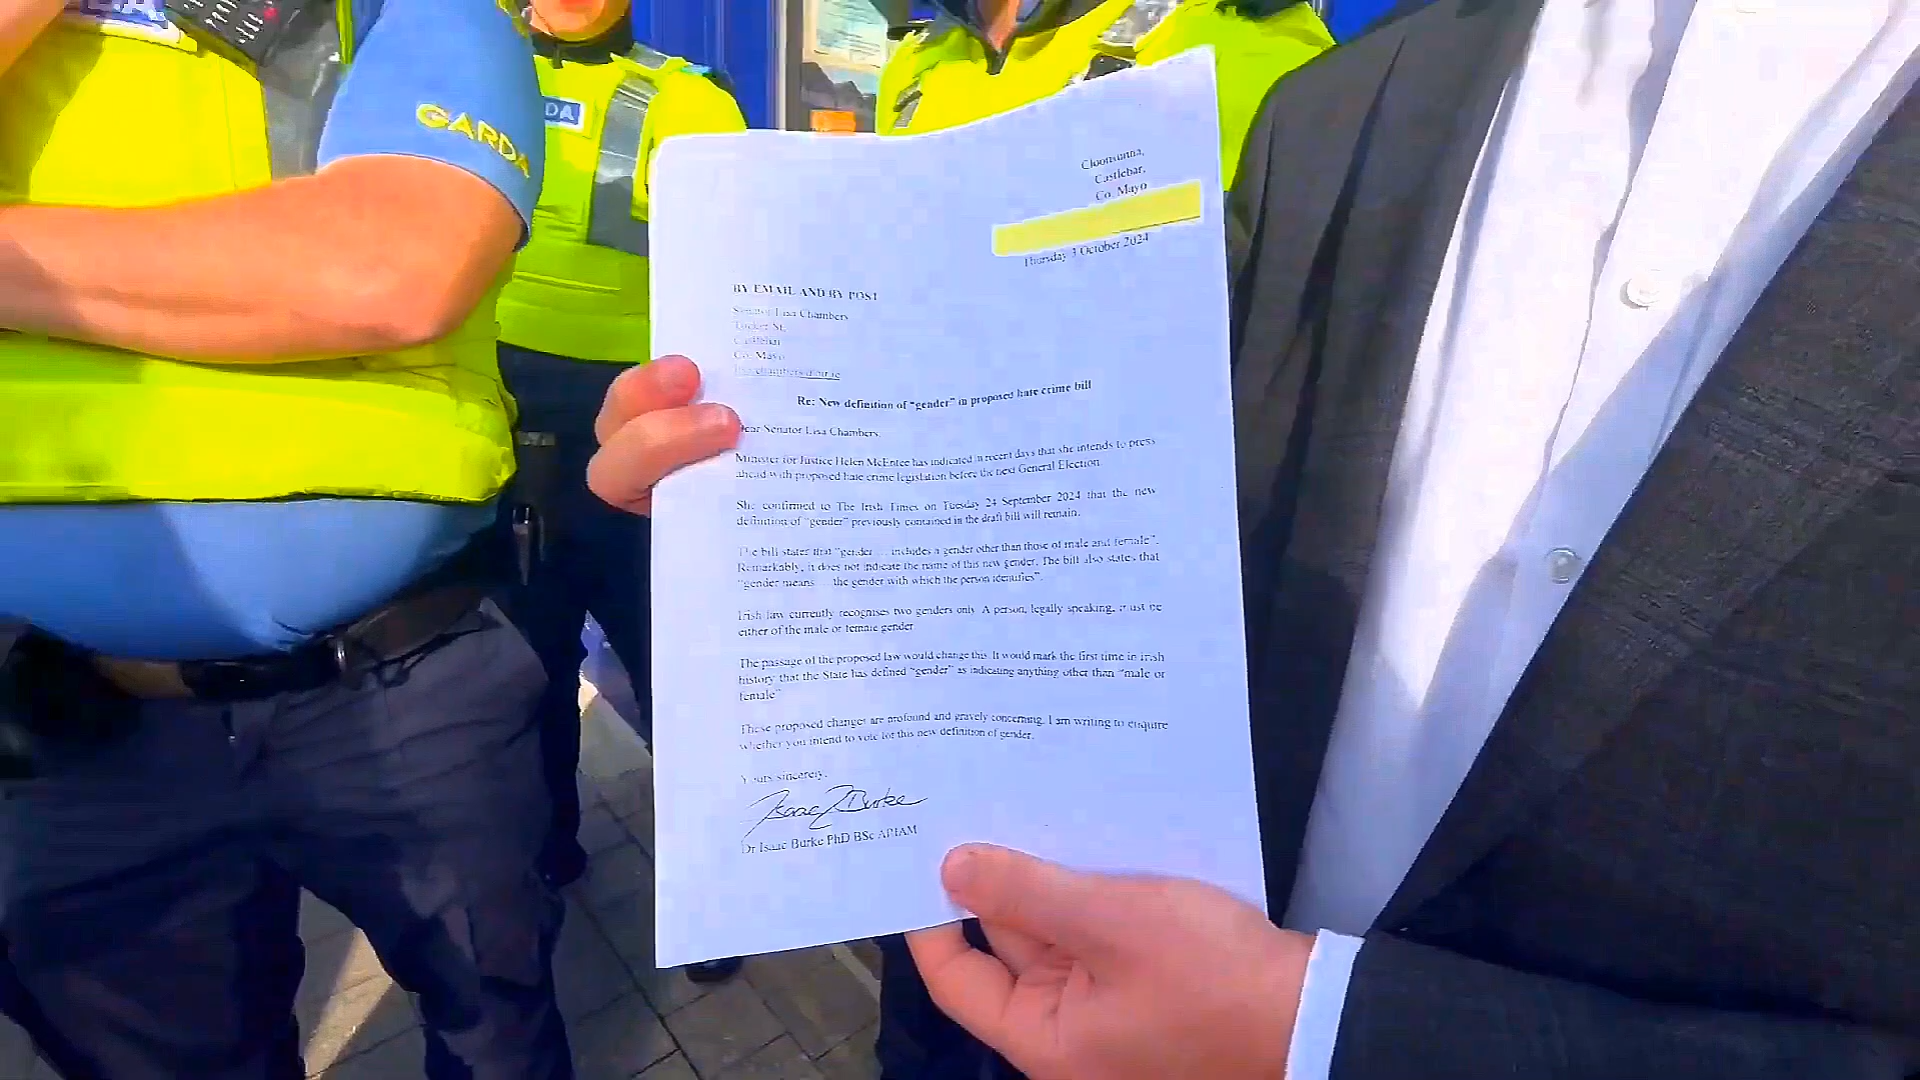 GARDA
DA
Cloonsunna,
Castlebar,
Co. Mayo
Thursday 3 October 2024
BY EMAIL AND BY POST
Senator Lisa Chambers
Tucker St.
Castlebar
Co. Mayo
Re: New definition of "gender" in proposed hate crime bill
Dear Senator Lisa Chambers,
Minister for Justice Helen McEntee has indicated in recent days that she intends to press
ahead with proposed hate crime legislation before the next General Election.
She confirmed to The Irish Times on Tuesday 24 September 2024 that the new
definition of "gender" previously contained in the draft bill will remain.
The bill states that "gender ... includes a gender other than those of male and female".
Remarkably, it does not indicate the name of this new gender. The bill also states that
"gender means ... the gender with which the person identifies".
Irish law currently recognises two genders only. A person, legally speaking, must be
either of the male or female gender.
The passage of the proposed law would change this. It would mark the first time in Irish
history that the State has defined "gender" as indicating anything other than "male or
female"
These proposed changes are profound and gravely concerning. I am writing to enquire
whether you intend to vote for this new definition of gender.
Yours sincerely,
Isaac Burke
Dr Isaac Burke PhD BSc